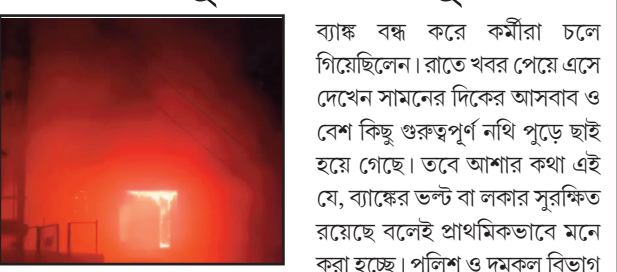 ব্যাঙ্ক বন্ধ করে কর্মীরা চলে
গিয়েছিলেন। রাতে খবর পেয়ে এসে
দেখেন সামনের দিকের আসবাব ও
বেশ কিছু গুরুত্বপূর্ণ নথি পুড়ে ছাই
হয়ে গেছে। তবে আশার কথা এই
যে, ব্যাঙ্কের ভল্ট বা লকার সুরক্ষিত
রয়েছে বলেই প্রাথমিকভাবে মনে
করা হচ্ছে। পুলিশ ও দমকল বিভাগ